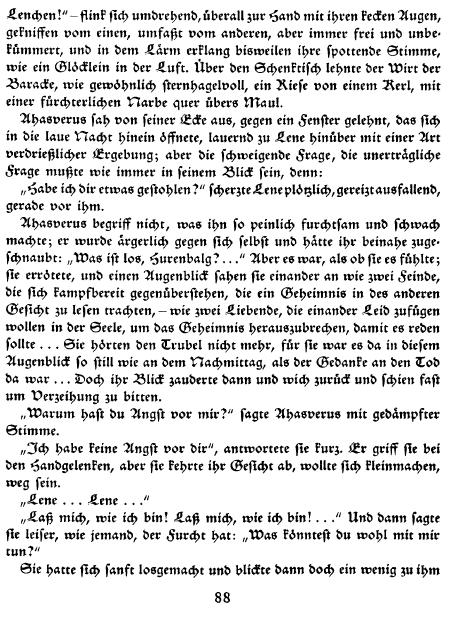 Lenchen!“ – flink sich umdrehend, überall zur Hand mit ihren kecken Augen,
gekniffen vom einen, umfaßt vom anderen, aber immer frei und unbe-
kümmert, und in dem Lärm erklang bisweilen ihre spottende Stimme,
wie ein Glöcklein in der Luft. Über den Schenktisch lehnte der Wirt der
Baracke, wie gewöhnlich sternhagelvoll, ein Riese von einem Kerl, mit
einer fürchterlichen Narbe quer übers Maul.
Ahasverus sah von seiner Ecke aus, gegen ein Fenster gelehnt, das sich
in die laue Nacht hinein öffnete, lauernd zu Lene hinüber mit einer Art
verdrießlicher Ergebung; aber die schweigende Frage, die unerträgliche
Frage mußte wie immer in seinem Blick sein, denn:
„Habe ich dir etwas gestohlen?“ scherzte Lene plötzlich, gereizt ausfallend,
gerade vor ihm.
Ahasverus begriff nicht, was ihn so peinlich furchtsam und schwach
machte; er wurde ärgerlich gegen sich selbst und hätte ihr beinahe zuge-
schnaubt: „Was ist los, Hurenbalg?...“ Aber es war, als ob sie es fühlte;
sie errötete, und einen Augenblick sahen sie einander an wie zwei Feinde,
die sich kampfbereit gegenüberstehen, die ein Geheimnis in des anderen
Gesicht zu lesen trachten, – wie zwei Liebende, die einander Leid zufügen
wollen in der Seele, um das Geheimnis herauszubrechen, damit es reden
sollte ... Sie hörten den Trubel nicht mehr, für sie war es da in diesem
Augenblick so still wie an dem Nachmittag, als der Gedanke an den Tod
da war ... Doch ihr Blick zauderte dann und wich zurück und schien fast
um Verzeihung zu bitten.
„Warum hast du Angst vor mir?“ sagte Ahasverus mit gedämpfter
Stimme.
„Ich habe keine Angst vor dir“, antwortete sie kurz. Er griff sie bei
den Handgelenken, aber sie kehrte ihr Gesicht ab, wollte sich kleinmachen,
weg sein.
„Lene ... Lene ...“
„Laß mich, wie ich bin! Laß mich, wie ich bin! ...“ Und dann sagte
sie leiser, wie jemand, der Furcht hat: „Was könntest du wohl mit mir
tun?“
Sie hatte sich sanft losgemacht und blickte dann doch ein wenig zu ihm
88